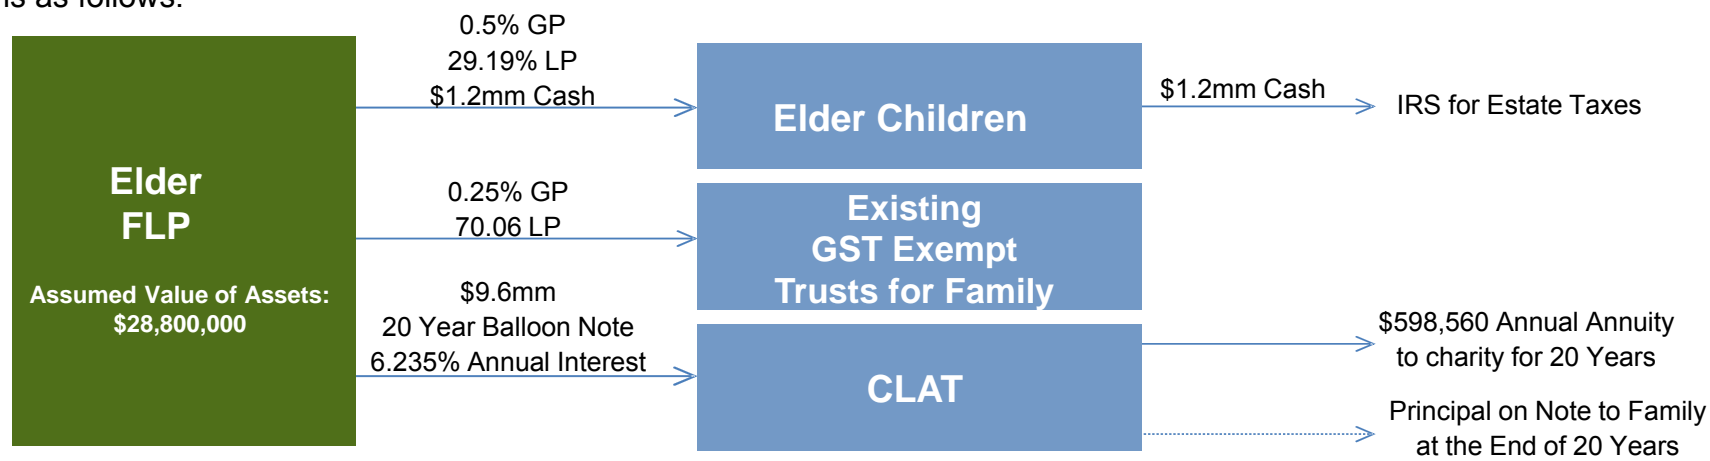 ns as follows:
0.5% GP
29.19% LP
$1.2mm Cash
Elder Children
$1.2mm Cash
IRS for Estate Taxes
Elder
FLP
Assumed Value of Assets:
$28,800,000
0.25% GP
70.06 LP
Existing
GST Exempt
Trusts for Family
$9.6mm
20 Year Balloon Note
6.235% Annual Interest
CLAT
$598,560 Annual Annuity
to charity for 20 Years
Principal on Note to Family
at the End of 20 Years